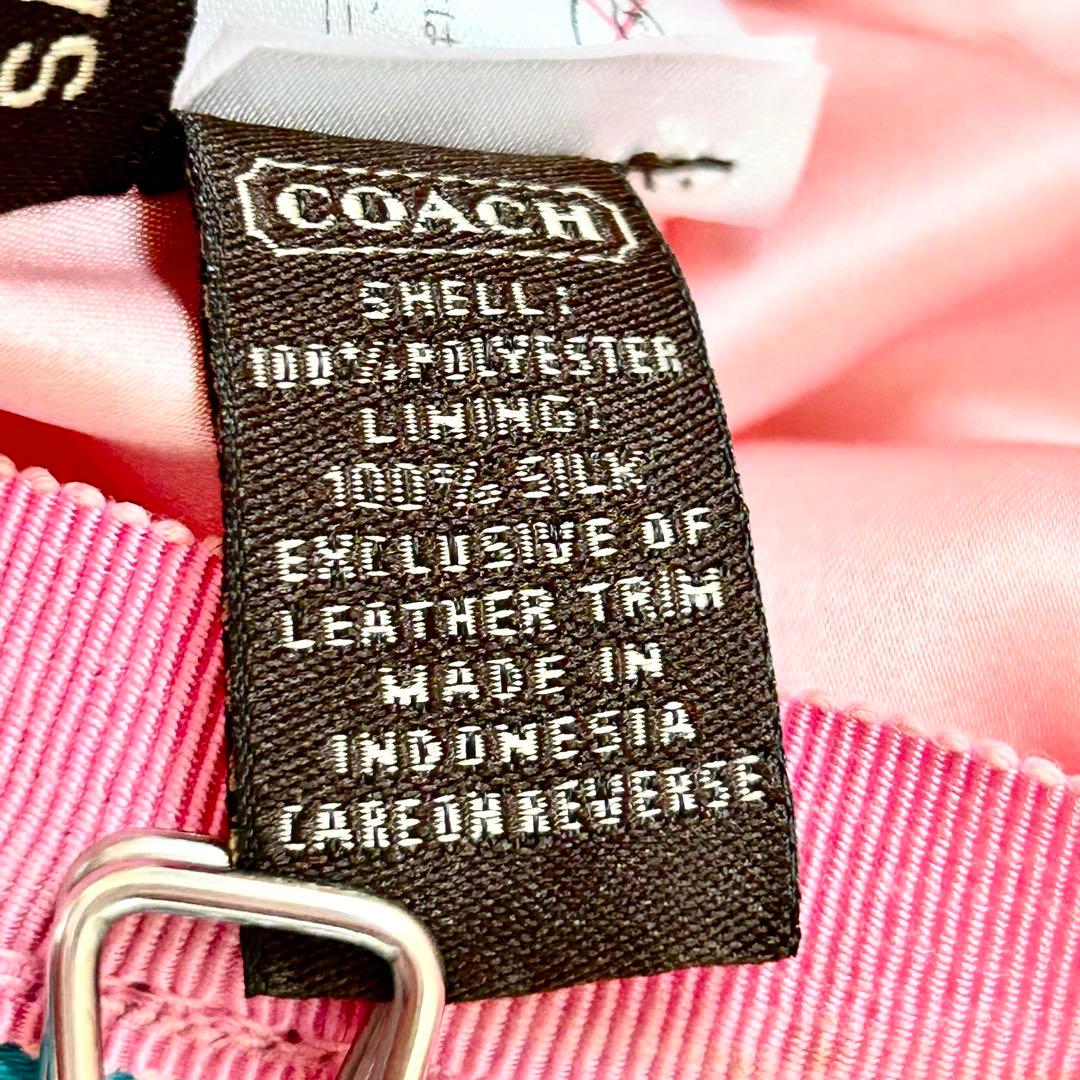 COACH
SHELL:
100% POLYESTER
LINING:
100% SILK
EXCLUSIVE OF
LEATHER TRIM
MADE IN
INDONESIA
CARE ON REVERSE